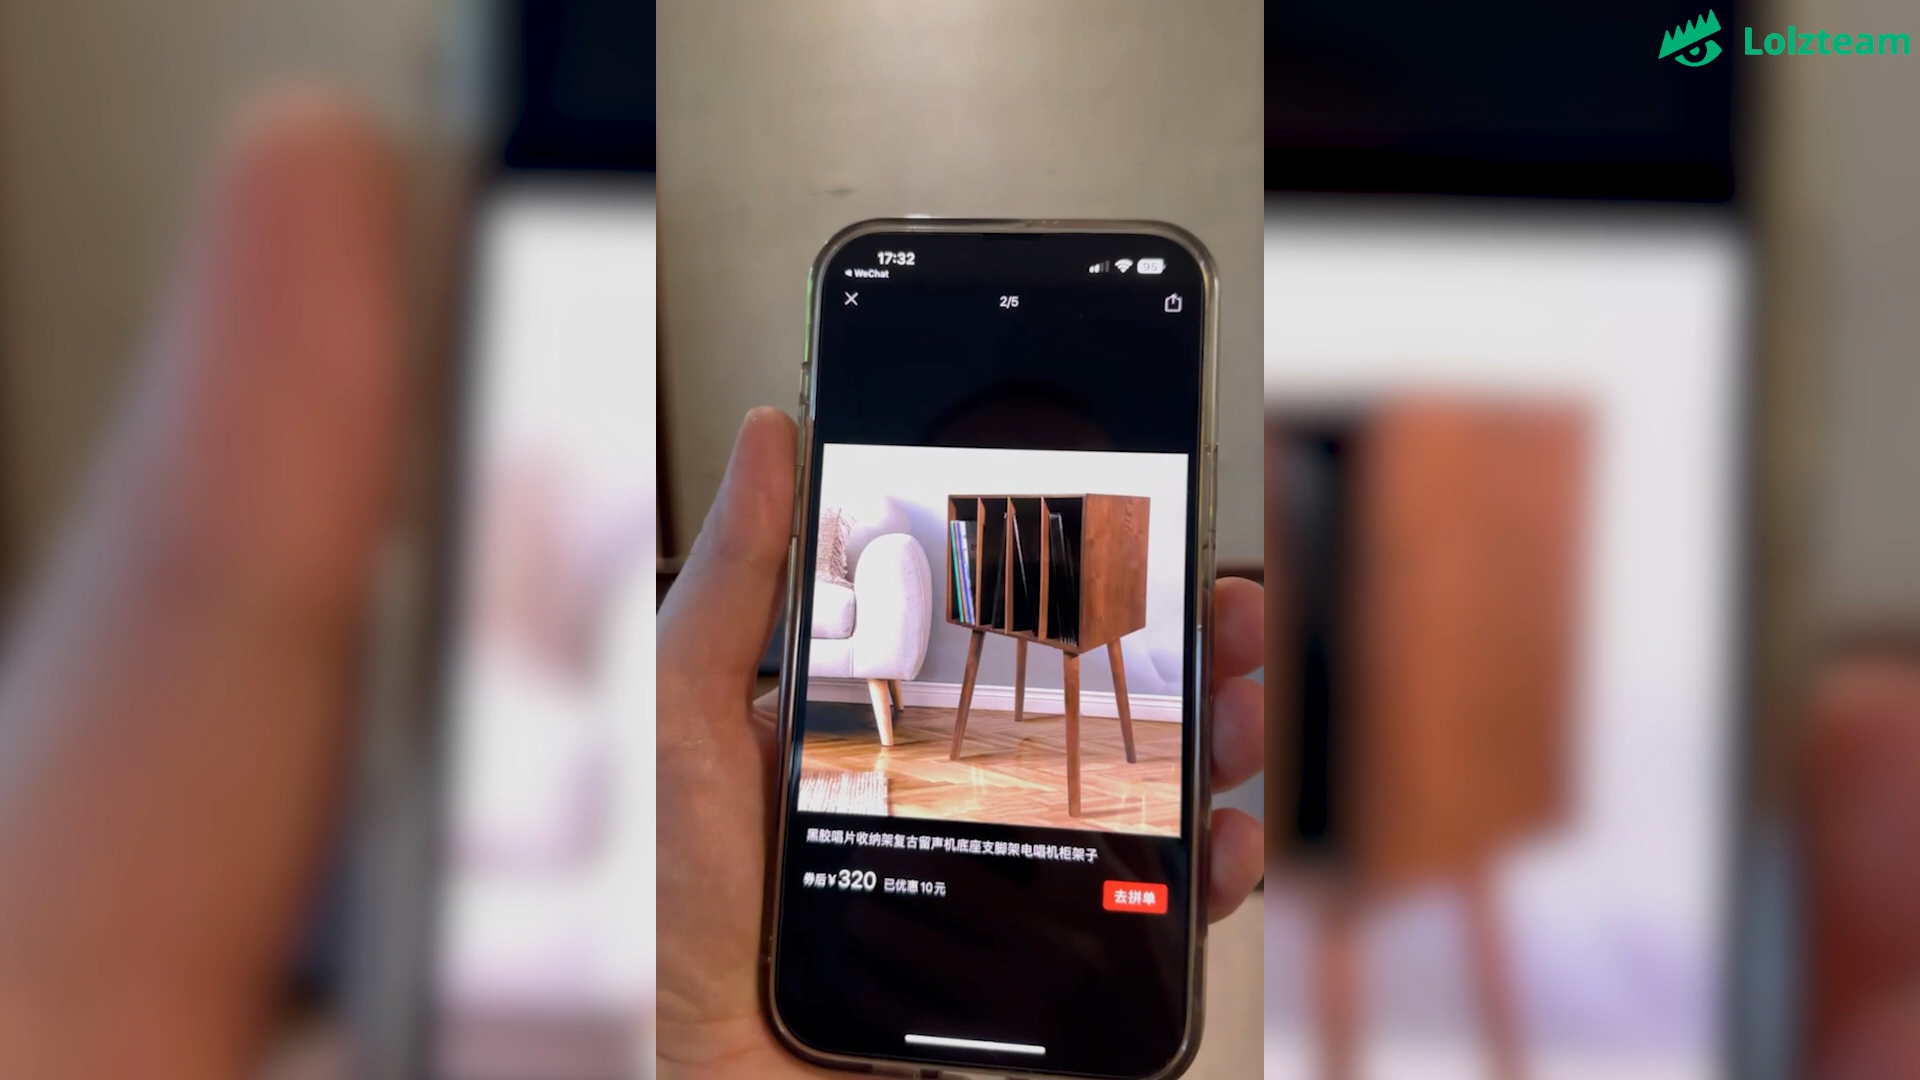 Lolzteam
17:32
95
WeChat
2/5
黑胶唱片收纳架复古留声机底座支脚架电唱机柜架子
券后¥320 已优惠10元
去拼单